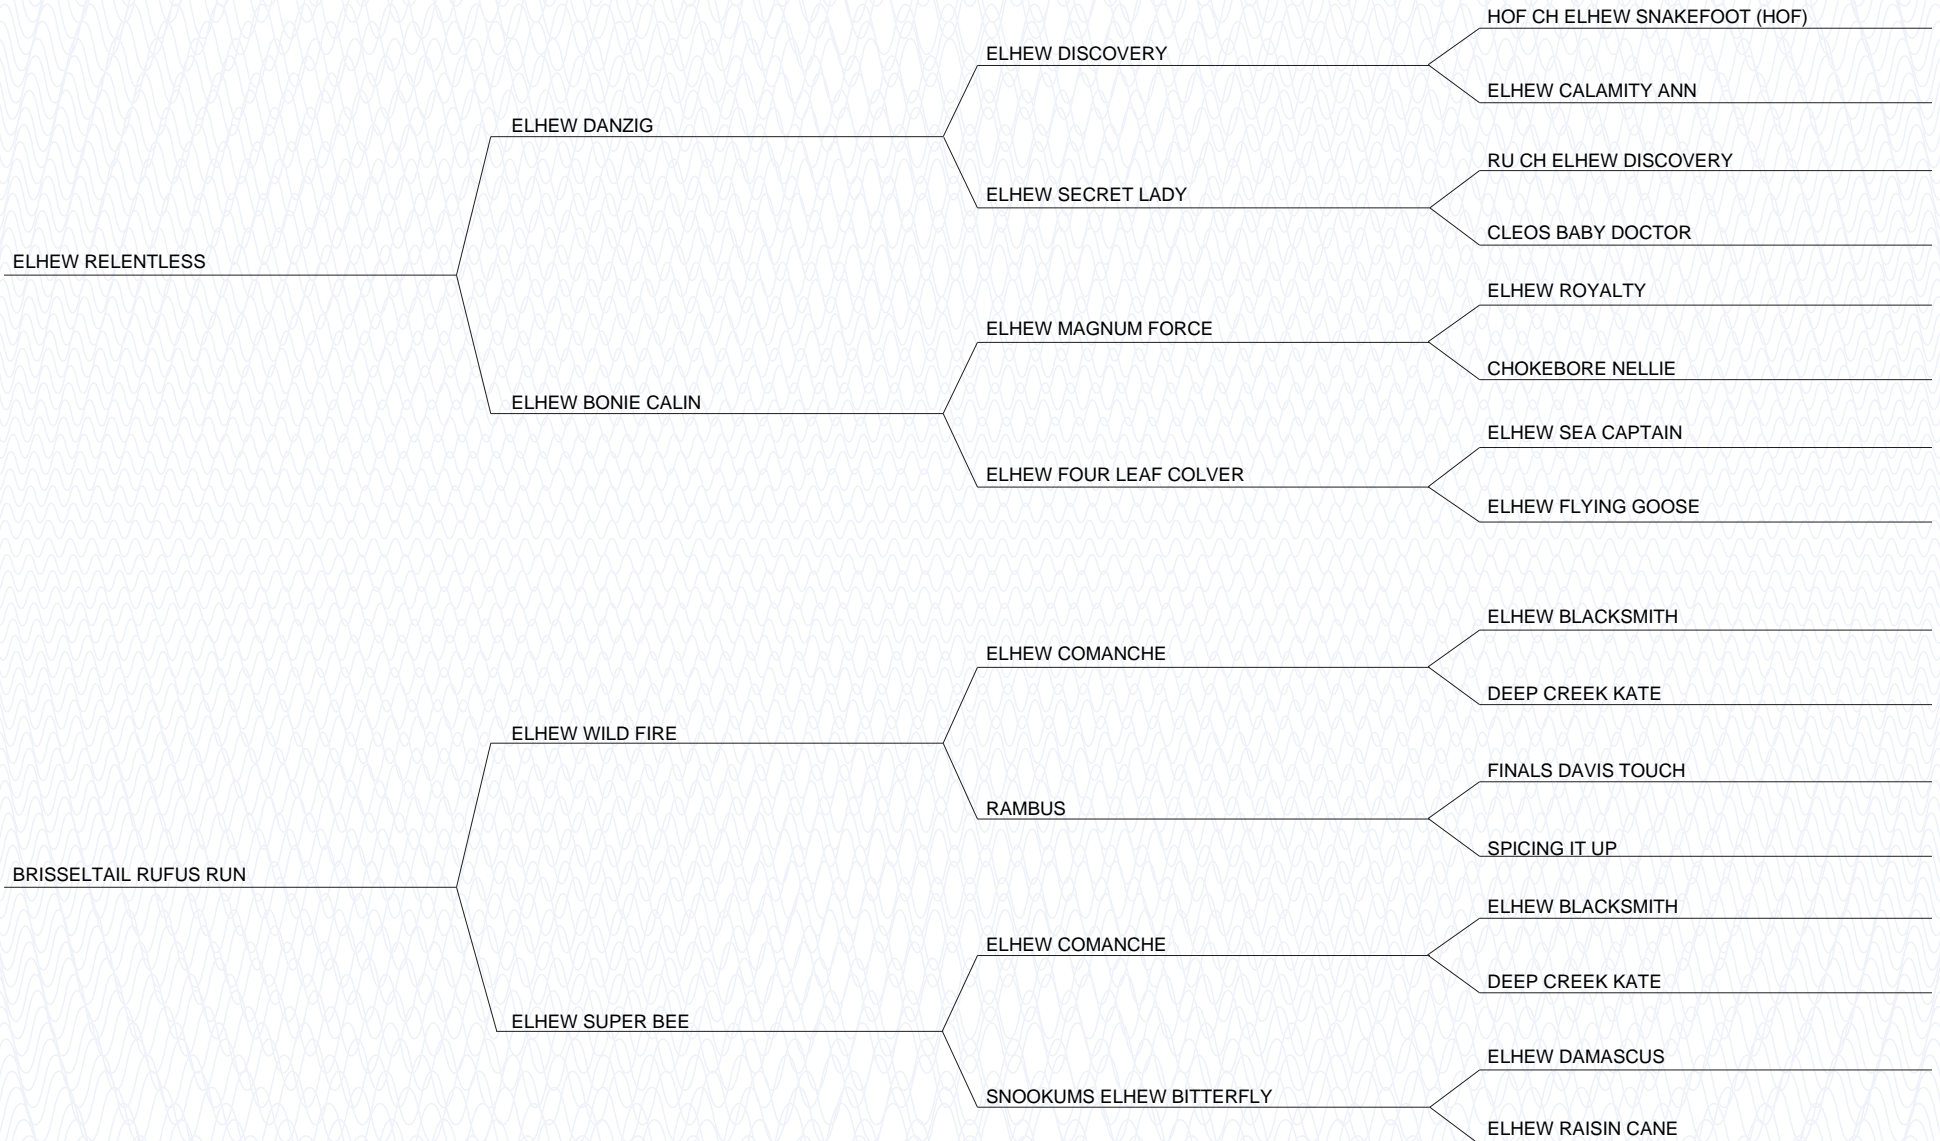 HOF CH ELHEW SNAKEFOOT (HOF)
ELHEW DISCOVERY
ELHEW CALAMITY ANN
ELHEW DANZIG
RU CH ELHEW DISCOVERY
ELHEW SECRET LADY
CLEOS BABY DOCTOR
ELHEW RELENTLESS
ELHEW ROYALTY
ELHEW MAGNUM FORCE
CHOKEBORE NELLIE
ELHEW BONIE CALIN
ELHEW SEA CAPTAIN
ELHEW FOUR LEAF COLVER
ELHEW FLYING GOOSE
ELHEW BLACKSMITH
ELHEW COMANCHE
DEEP CREEK KATE
ELHEW WILD FIRE
FINALS DAVIS TOUCH
RAMBUS
SPICING IT UP
BRISSELTAIL RUFUS RUN
ELHEW BLACKSMITH
ELHEW COMANCHE
DEEP CREEK KATE
ELHEW SUPER BEE
ELHEW DAMASCUS
SNOOKUMS ELHEW BITTERFLY
ELHEW RAISIN CANE